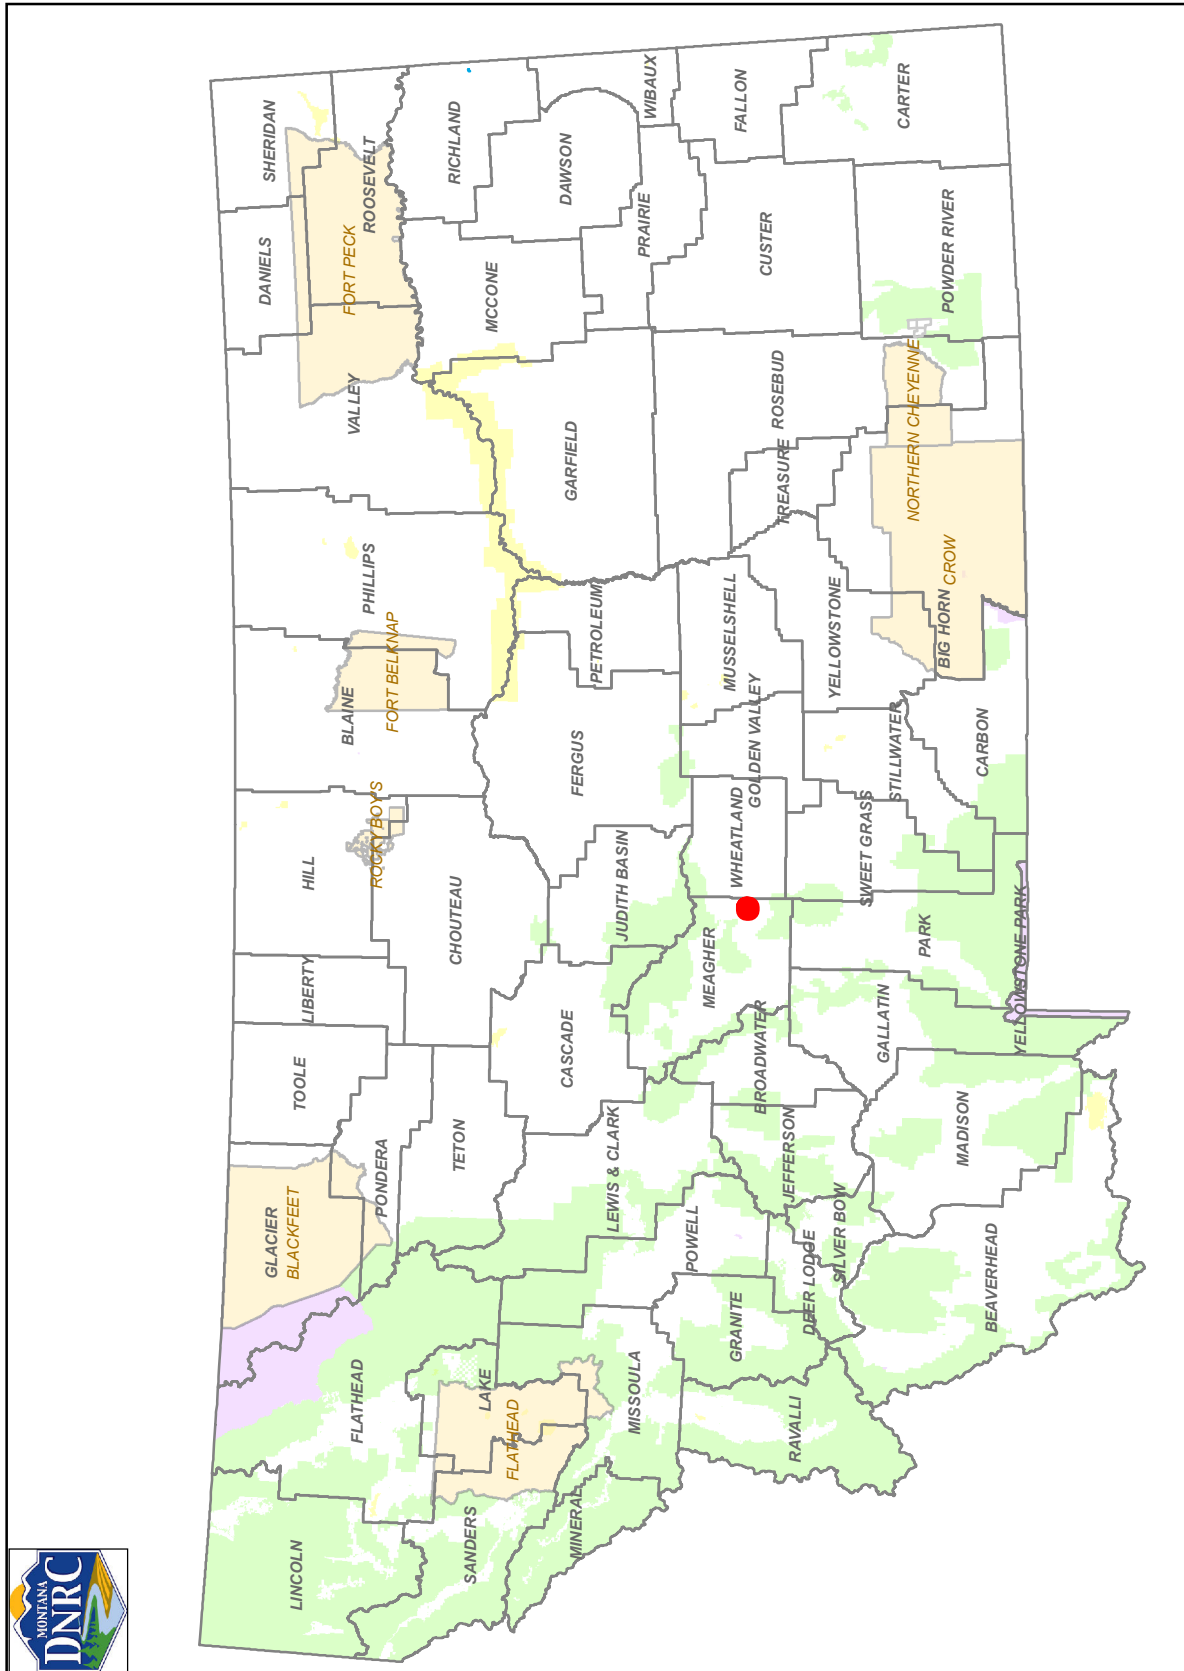 LINCOLN
FLATHEAD
GLACIER
BLACKFEET
TOOLE
LIBERTY
HILL
BLAINE
PHILLIPS
VALLEY
DANIELS
SHERIDAN
ROOSEVELT
FORT PECK
FORT BELKNAP
ROCKY BOY'S
PONDERA
SANDERS
LAKE
FLATHEAD
TETON
CHOUTEAU
MCCONE
RICHLAND
MINERAL
MISSOULA
LEWIS & CLARK
CASCADE
JUDITH BASIN
FERGUS
PETROLEUM
GARFIELD
PRAIRIE
DAWSON
WIBAUX
POWELL
GRANITE
MEAGHER
WHEATLAND
GOLDEN VALLEY
MUSSELSHELL
TREASURE
ROSEBUD
CUSTER
FALLON
RAVALLI
DEER LODGE
SILVER BOW
JEFFERSON
BROADWATER
YELLOWSTONE
GALLATIN
SWEET GRASS
STILLWATER
BEAVERHEAD
MADISON
PARK
CARBON
BIG HORN
CROW
NORTHERN CHEYENNE
POWDER RIVER
CARTER
YELLOWSTONE PARK
MONTANA
DNRC